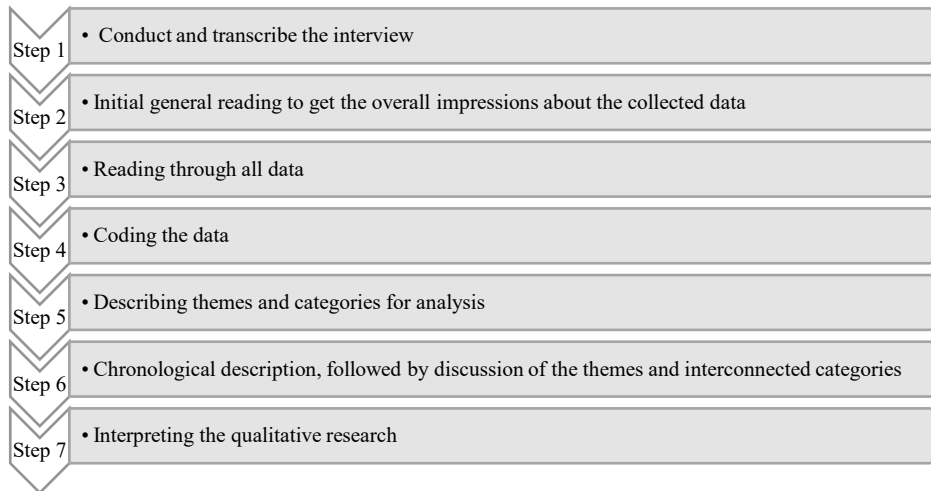 Step 1
• Conduct and transcribe the interview
Step 2
• Initial general reading to get the overall impressions about the collected data
Step 3
• Reading through all data
Step 4
• Coding the data
Step 5
• Describing themes and categories for analysis
Step 6
• Chronological description, followed by discussion of the themes and interconnected categories
Step 7
• Interpreting the qualitative research